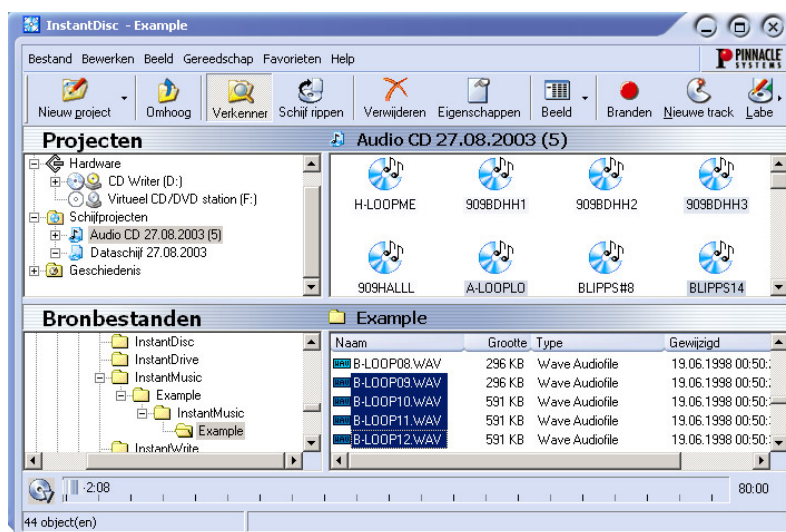 InstantDisc - Example
Bestand Bewerken Beeld Gereedschap Favorieten Help
PINNACLE
SYSTEMS
Nieuw project Omhoog Verkenner Schijf rippen Verwijderen Eigenschappen Beeld Branden Nieuwe track Labe
Projecten
Hardware
CD Writer (D:)
Virtueel CD/DVD station (F:)
Schijfprojecten
Audio CD 27.08.2003 (5)
Dataschijf 27.08.2003
Geschiedenis
Audio CD 27.08.2003 (5)
H-LOOPME 909BDHH1 909BDHH2 909BDHH3
909HALLL A-LOOPLO BLIPPS#8 BLIPPS14
Bronbestanden
InstantDisc
InstantDrive
InstantMusic
Example
InstantMusic
Example
InstantWrite
Example
Naam Grootte Type Gewijzigd
B-LOOP08.WAV 296 KB Wave Audiofile 19.06.1998 00:50:
B-LOOP09.WAV 296 KB Wave Audiofile 19.06.1998 00:50:
B-LOOP10.WAV 591 KB Wave Audiofile 19.06.1998 00:50:
B-LOOP11.WAV 591 KB Wave Audiofile 19.06.1998 00:50:
B-LOOP12.WAV 591 KB Wave Audiofile 19.06.1998 00:50:
-2:08 80:00
44 object(en)